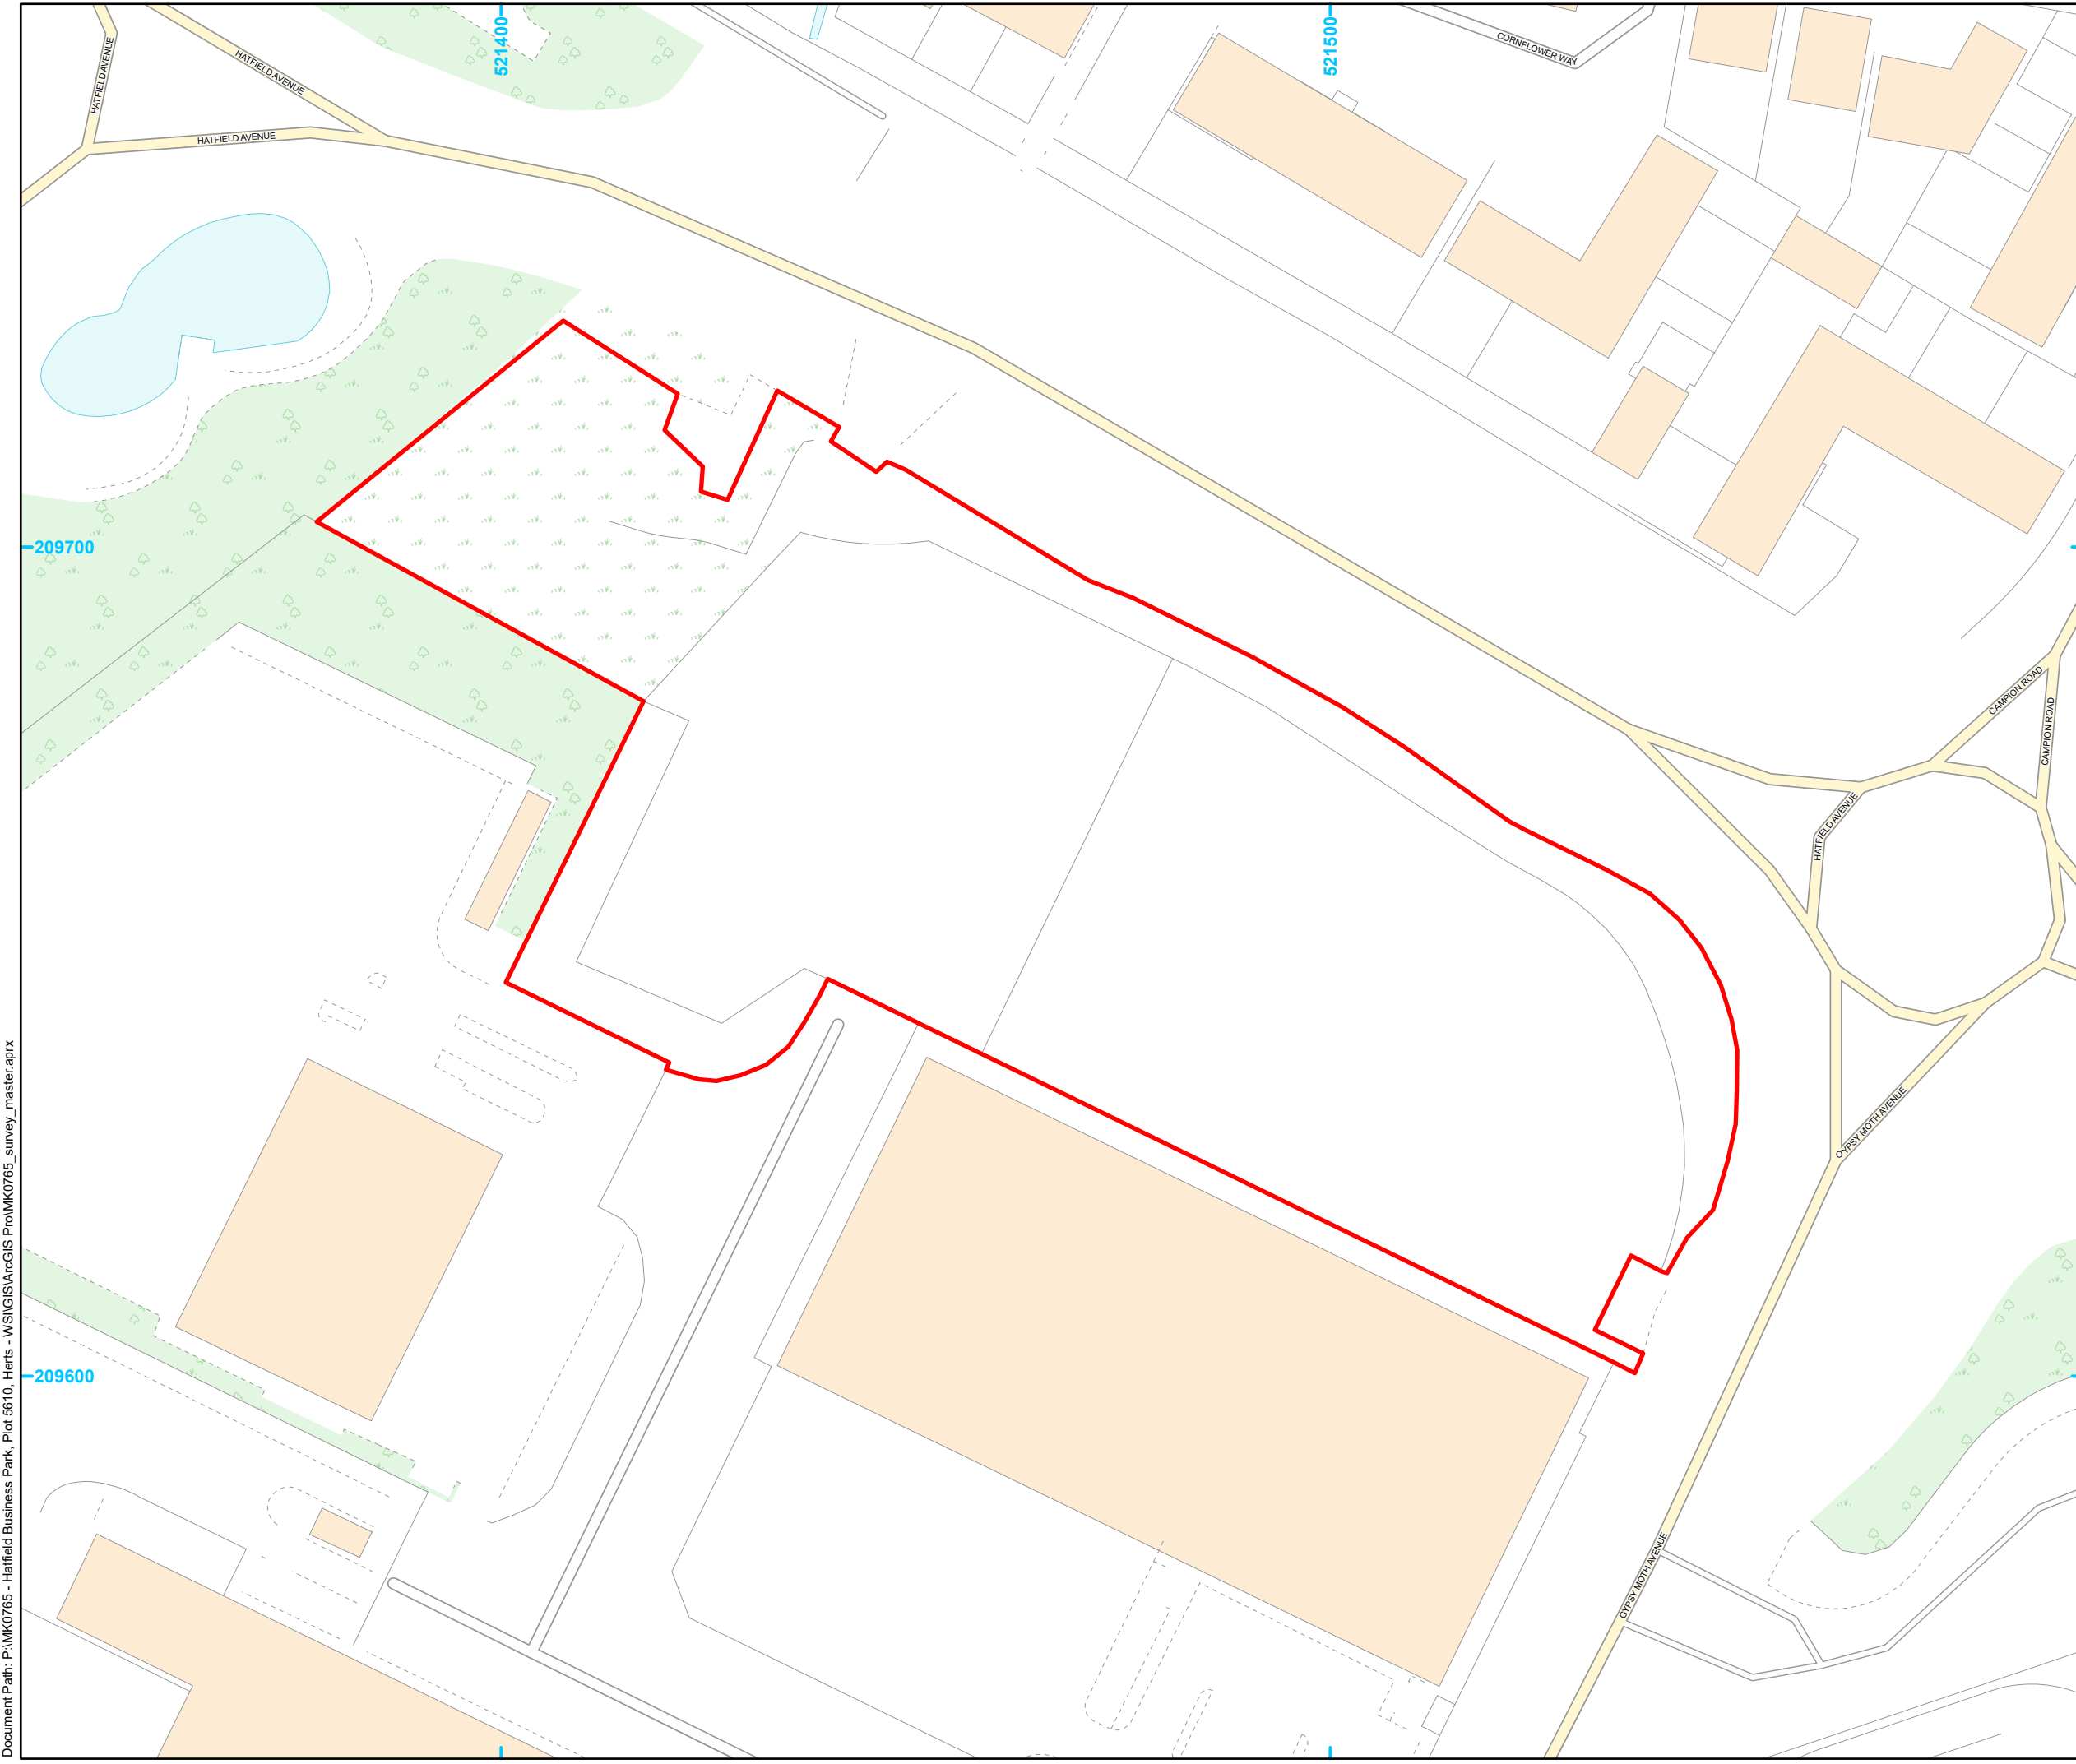 521400
521500
CORNFLOWER WAY
HATFIELD AVENUE
HATFIELD AVENUE
HATFIELD AVENUE
209700
CAMPION ROAD
CAMPION ROAD
HATFIELD AVENUE
GYPSY MOTH AVENUE
209600
GYPSY MOTH AVENUE
Document Path: P:\MK0765 - Hatfield Business Park, Plot 5610, Herts - WSI\GIS\ArcGIS Pro\MK0765_survey_master.aprx